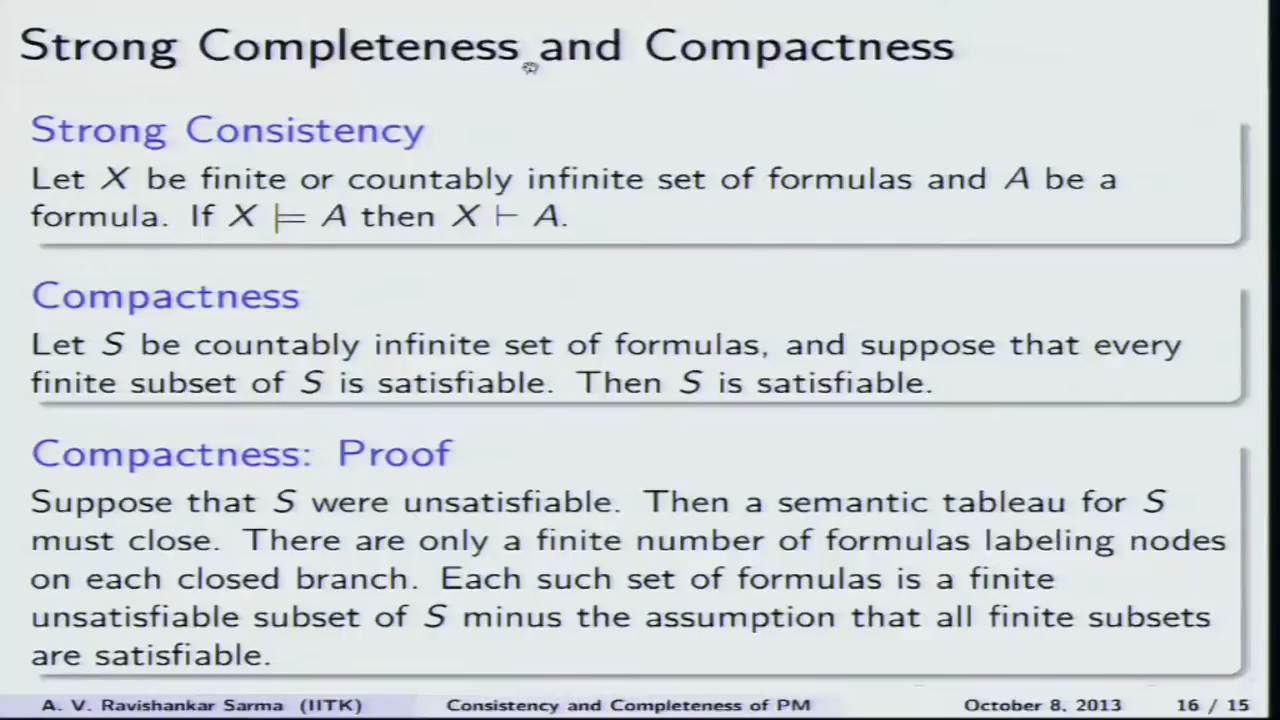 Strong Completeness and Compactness
Strong Consistency
Let X be finite or countably infinite set of formulas and A be a
formula. If X ⊨ A then X ⊢ A.
Compactness
Let S be countably infinite set of formulas, and suppose that every
finite subset of S is satisfiable. Then S is satisfiable.
Compactness: Proof
Suppose that S were unsatisfiable. Then a semantic tableau for S
must close. There are only a finite number of formulas labeling nodes
on each closed branch. Each such set of formulas is a finite
unsatisfiable subset of S minus the assumption that all finite subsets
are satisfiable.
A. V. Ravishankar Sarma (IITK) Consistency and Completeness of PM October 8, 2013 16 / 15